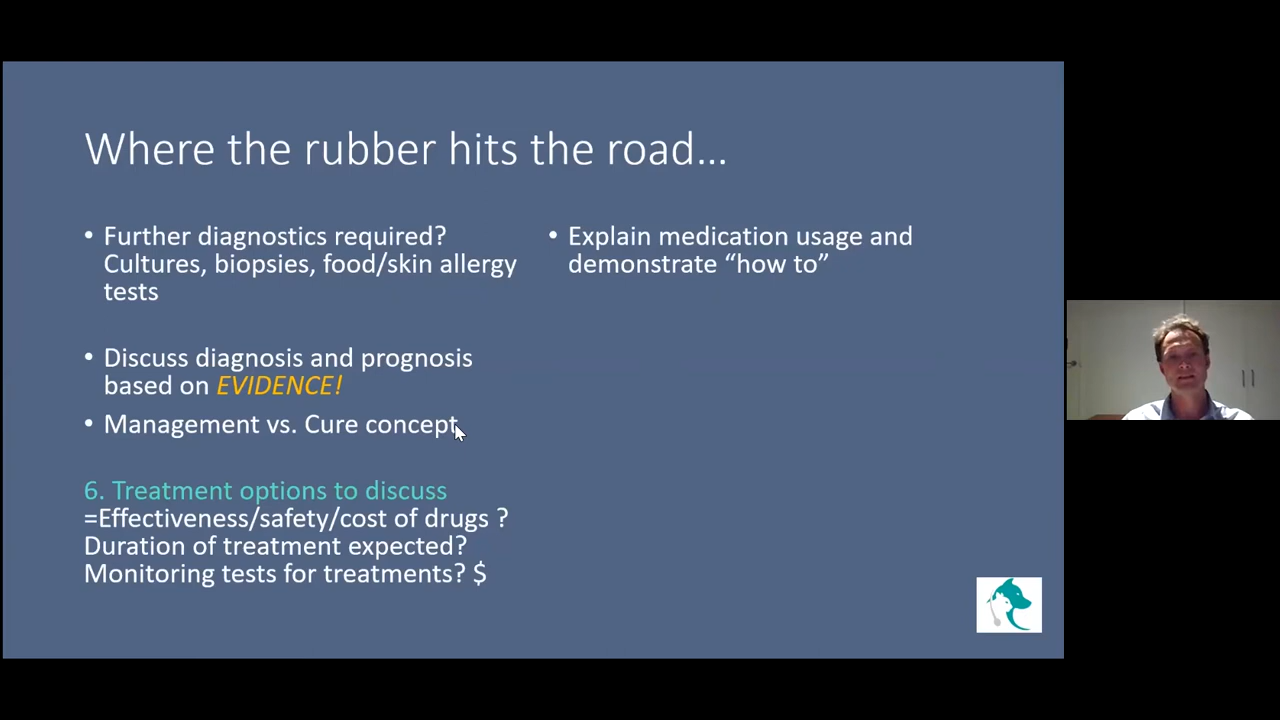 Where the rubber hits the road…
• Further diagnostics required?
Cultures, biopsies, food/skin allergy
tests
• Discuss diagnosis and prognosis
based on EVIDENCE!
• Management vs. Cure concept
6. Treatment options to discuss
=Effectiveness/safety/cost of drugs ?
Duration of treatment expected?
Monitoring tests for treatments? $
• Explain medication usage and
demonstrate “how to”